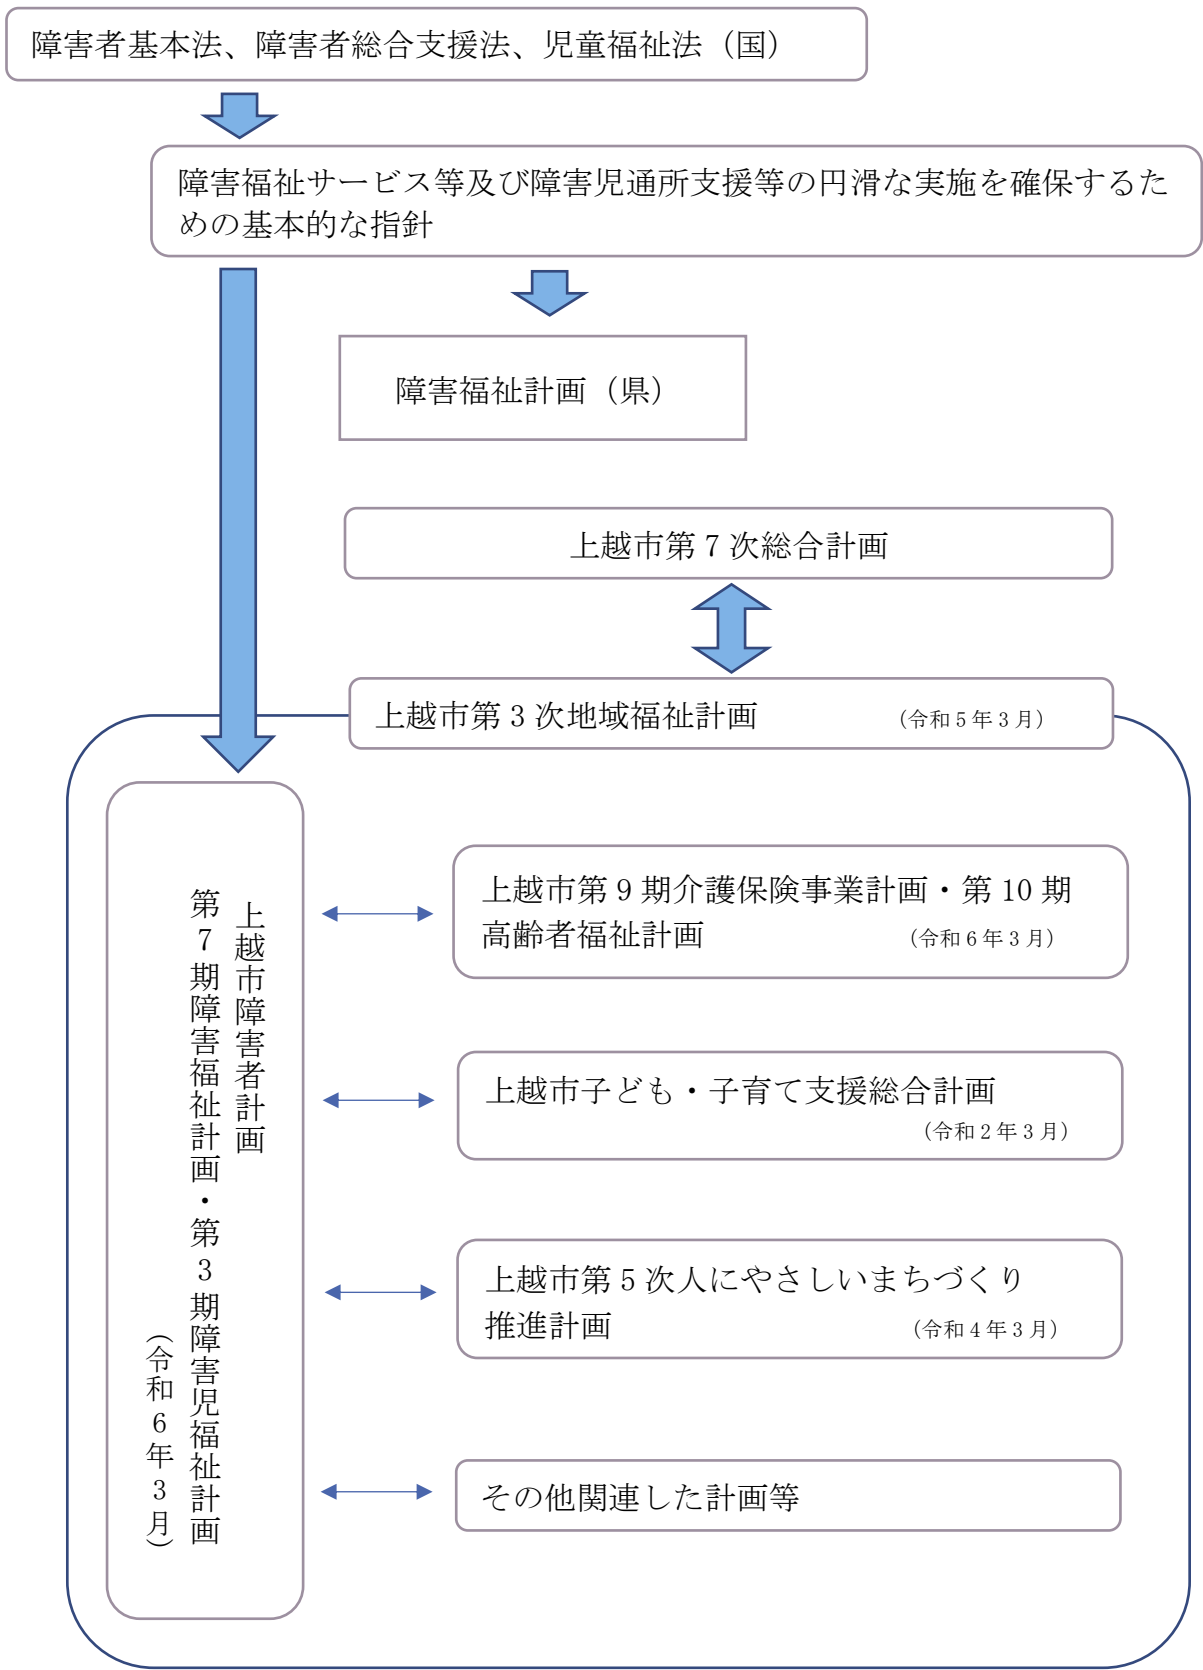 障害者基本法、障害者総合支援法、児童福祉法（国）
障害福祉サービス等及び障害児通所支援等の円滑な実施を確保するた
めの基本的な指針
障害福祉計画（県）
上越市第７次総合計画
上越市第３次地域福祉計画　（令和５年３月）
上越市障害者計画
第７期障害福祉計画・第３期障害児福祉計画
（令和６年３月）
上越市第９期介護保険事業計画・第 10 期
高齢者福祉計画　（令和６年３月）
上越市子ども・子育て支援総合計画
（令和２年３月）
上越市第５次人にやさしいまちづくり
推進計画　（令和４年３月）
その他関連した計画等